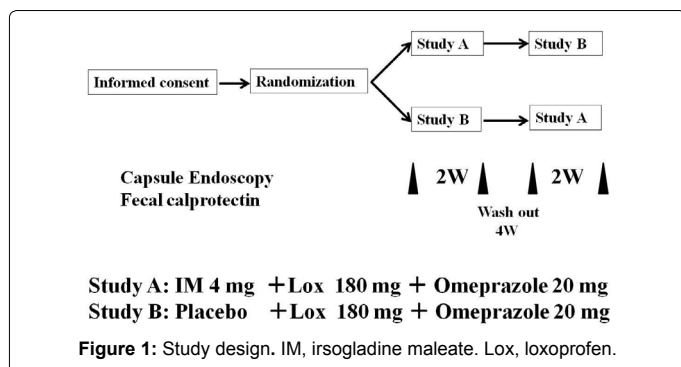 Study A
Study B
Informed consent
Randomization
Study B
Study A
Capsule Endoscopy
Fecal calprotectin
2W
2W
Wash out
4W
Study A: IM 4 mg +Lox 180 mg + Omeprazole 20 mg
Study B: Placebo +Lox 180 mg + Omeprazole 20 mg
Figure 1: Study design. IM, irsogladine maleate. Lox, loxoprofen.